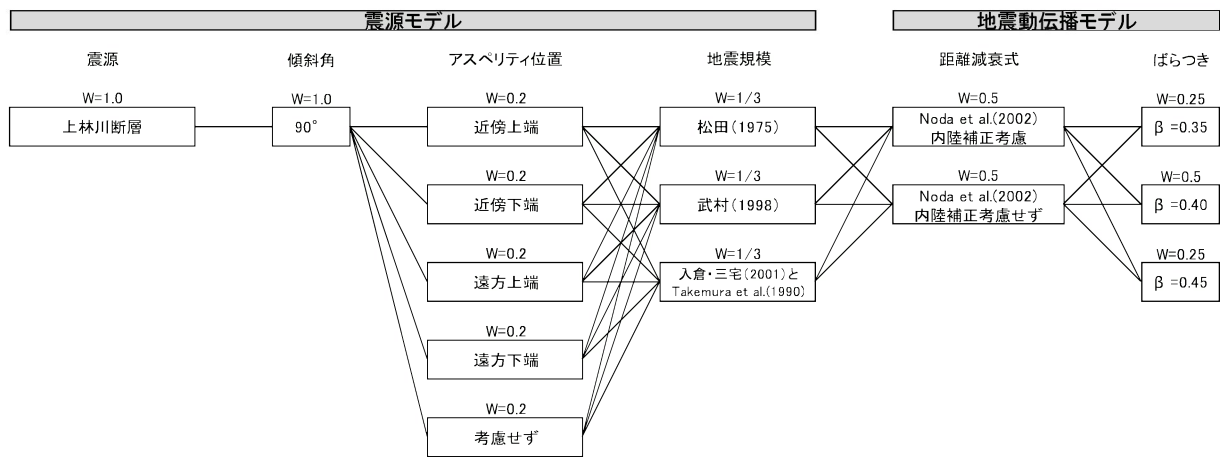 震源モデル
地震動伝播モデル
震源
傾斜角
アスペリティ位置
地震規模
距離減衰式
ばらつき
W=1.0
上林川断層
W=1.0
90°
W=0.2
近傍上端
W=0.2
近傍下端
W=0.2
遠方上端
W=0.2
遠方下端
W=0.2
考慮せず
W=1/3
松田(1975)
W=1/3
武村(1998)
W=1/3
入倉・三宅(2001)と
Takemura et al.(1990)
W=0.5
Noda et al.(2002)
内陸補正考慮
W=0.5
Noda et al.(2002)
内陸補正考慮せず
W=0.25
β=0.35
W=0.5
β=0.40
W=0.25
β=0.45